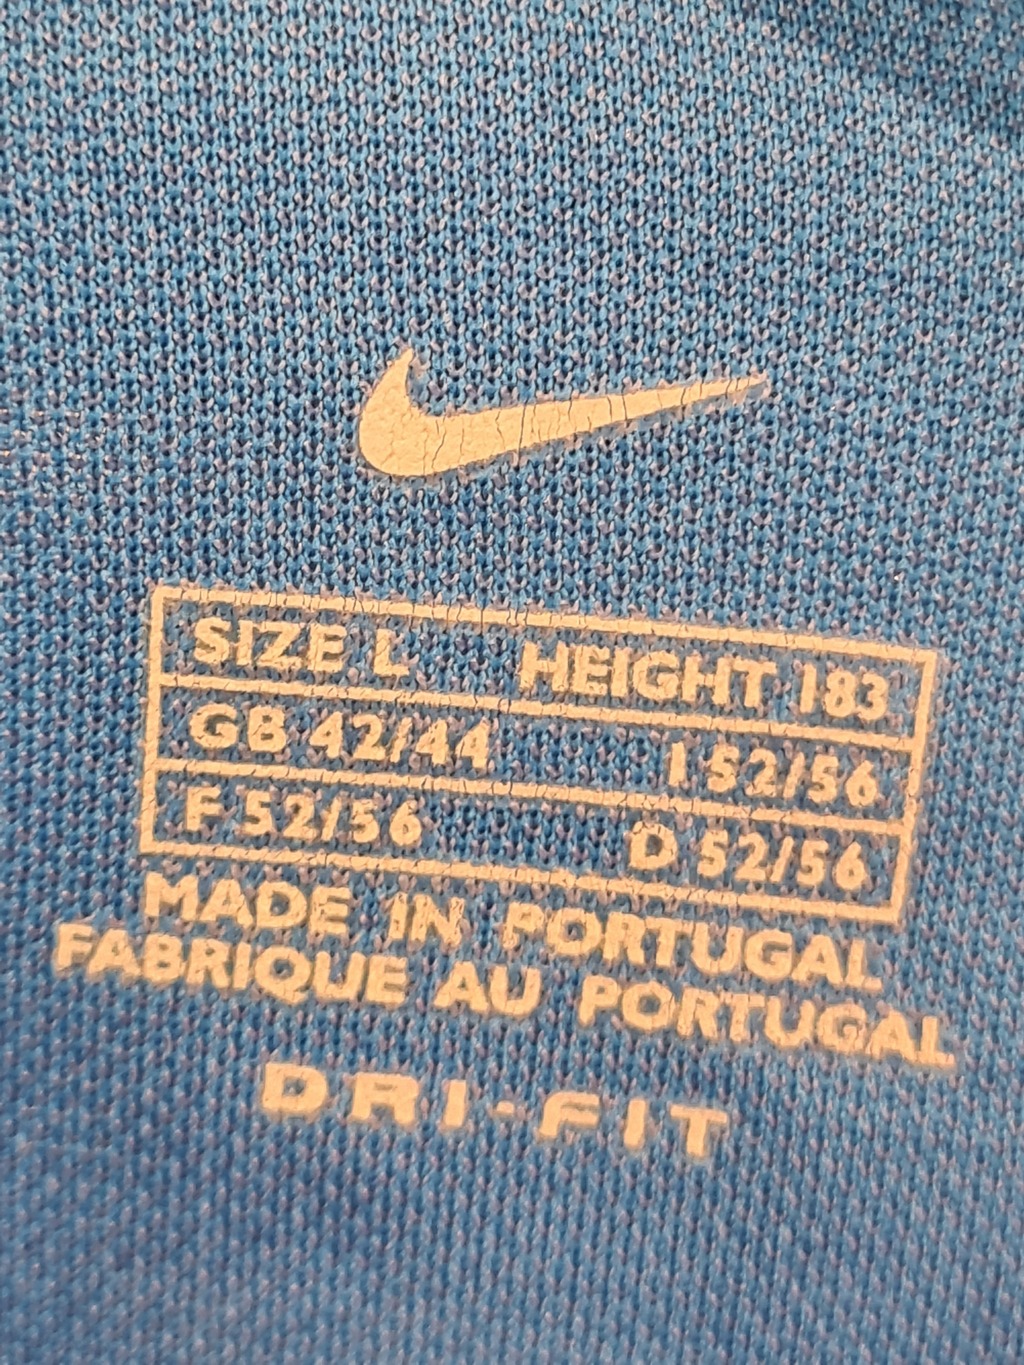 SIZE L HEIGHT 183
GB 42/44 I 52/56
F 52/56 D 52/56
MADE IN PORTUGAL
FABRIQUE AU PORTUGAL
DRI-FIT